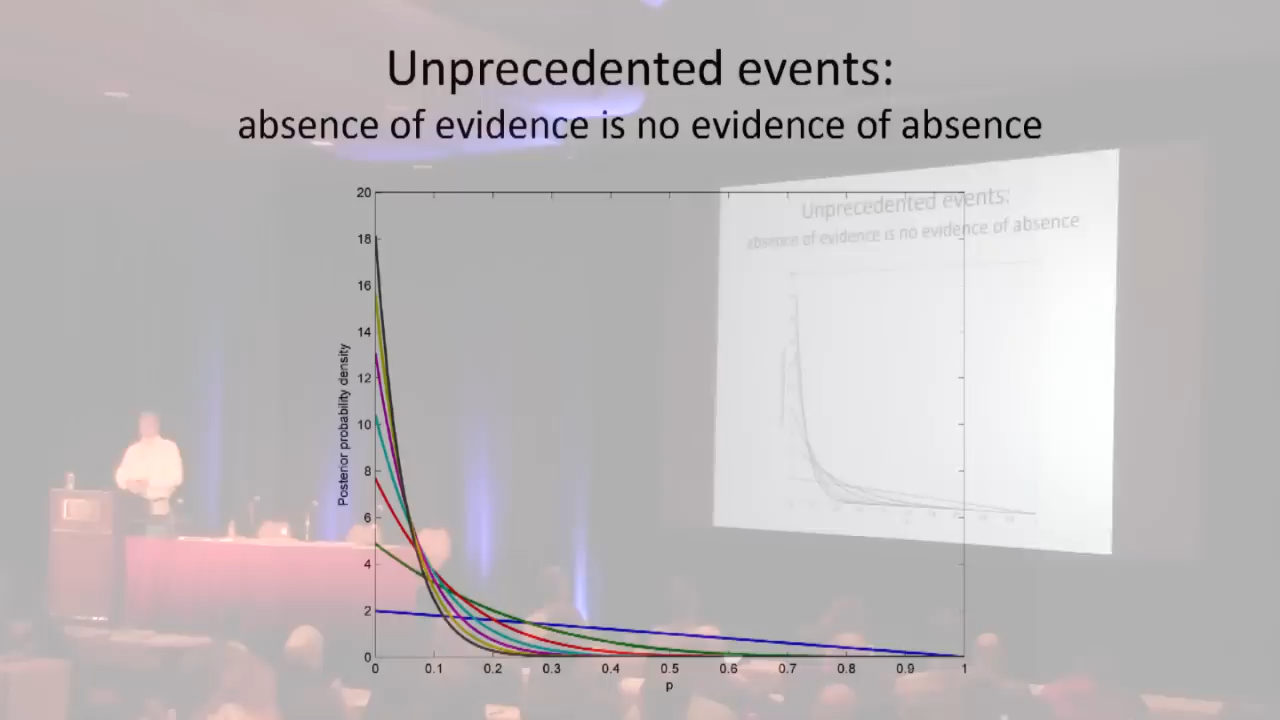 Unprecedented events:
absence of evidence is no evidence of absence
Unprecedented events:
absence of evidence is no evidence of absence
20
18
16
14
12
10
8
6
4
2
0
Posterior probability density
0 0.1 0.2 0.3 0.4 0.5 0.6 0.7 0.8 0.9 1
p